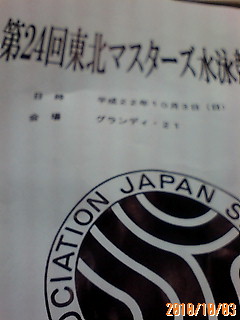 第24回東北マスターズ水泳
日 時 平成22年10月3日(日)
会 場 グランディ・21
OCIATION JAPAN S
2010/10/03